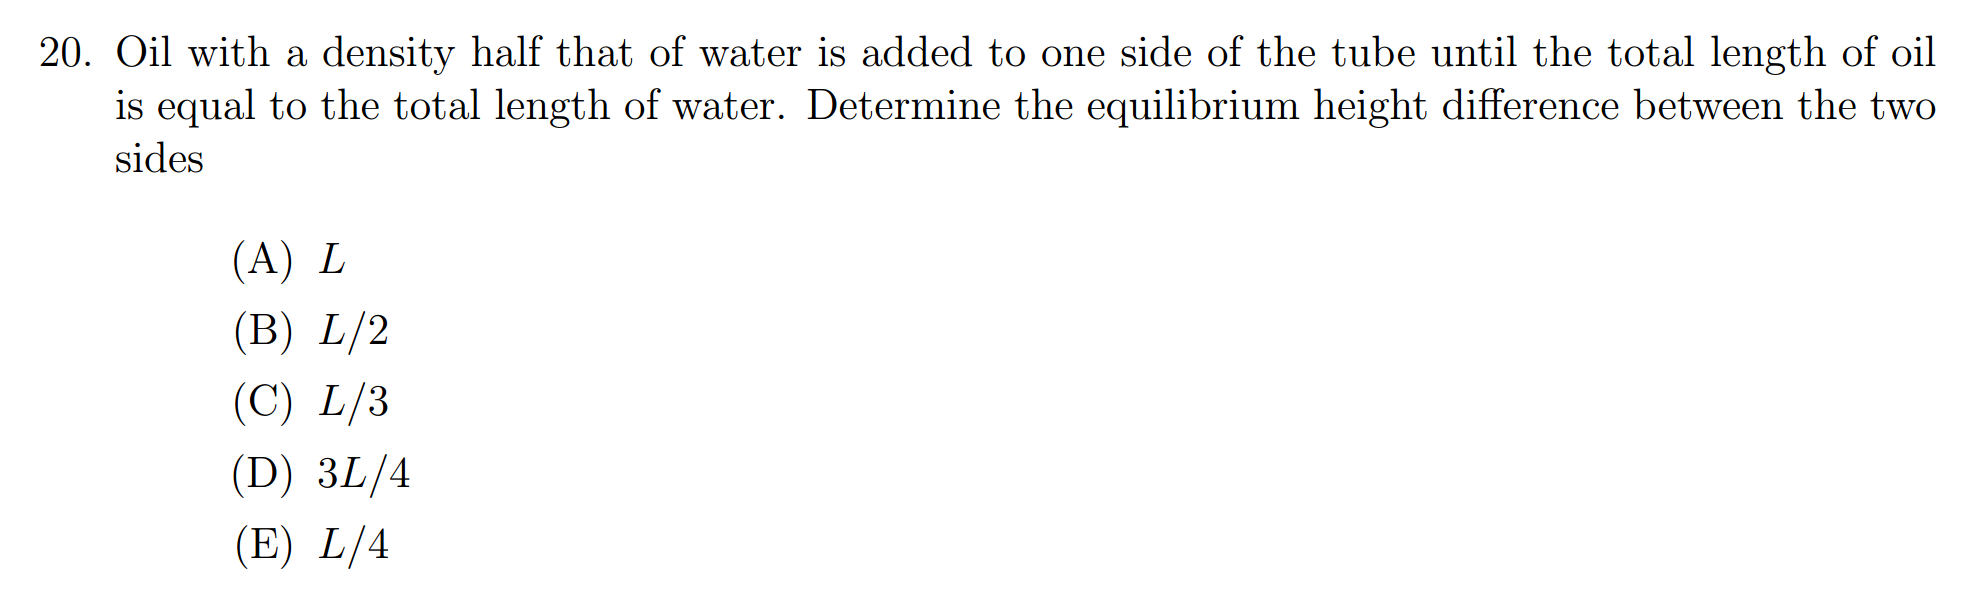 20. Oil with a density half that of water is added to one side of the tube until the total length of oil
is equal to the total length of water. Determine the equilibrium height difference between the two
sides
(A) L
(B) L/2
(C) L/3
(D) 3L/4
(E) L/4